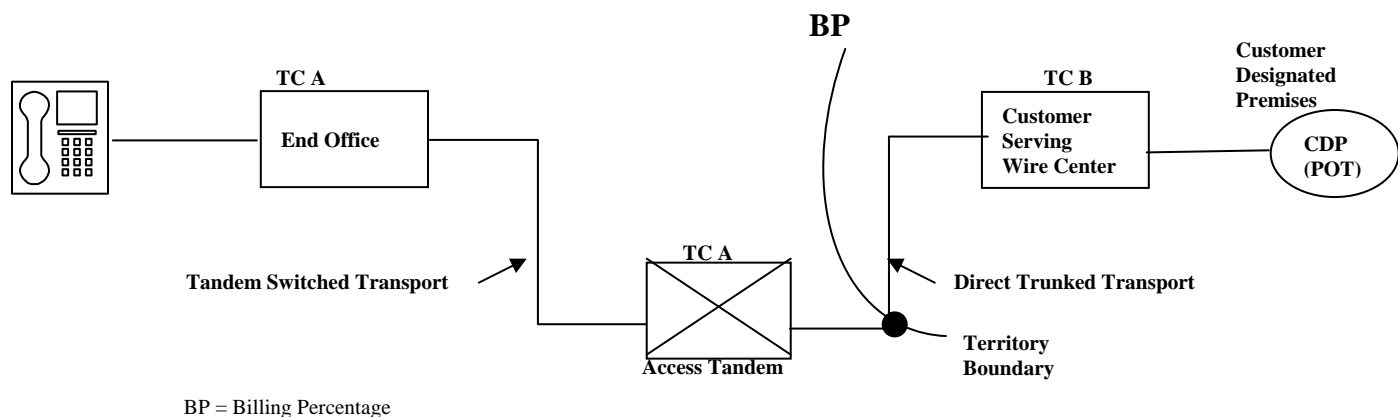 BP
TC A
TC B
Customer
Designated
Premises
End Office
Customer
Serving
Wire Center
CDP
(POT)
TC A
Tandem Switched Transport
Direct Trunked Transport
Access Tandem
Territory
Boundary
BP = Billing Percentage